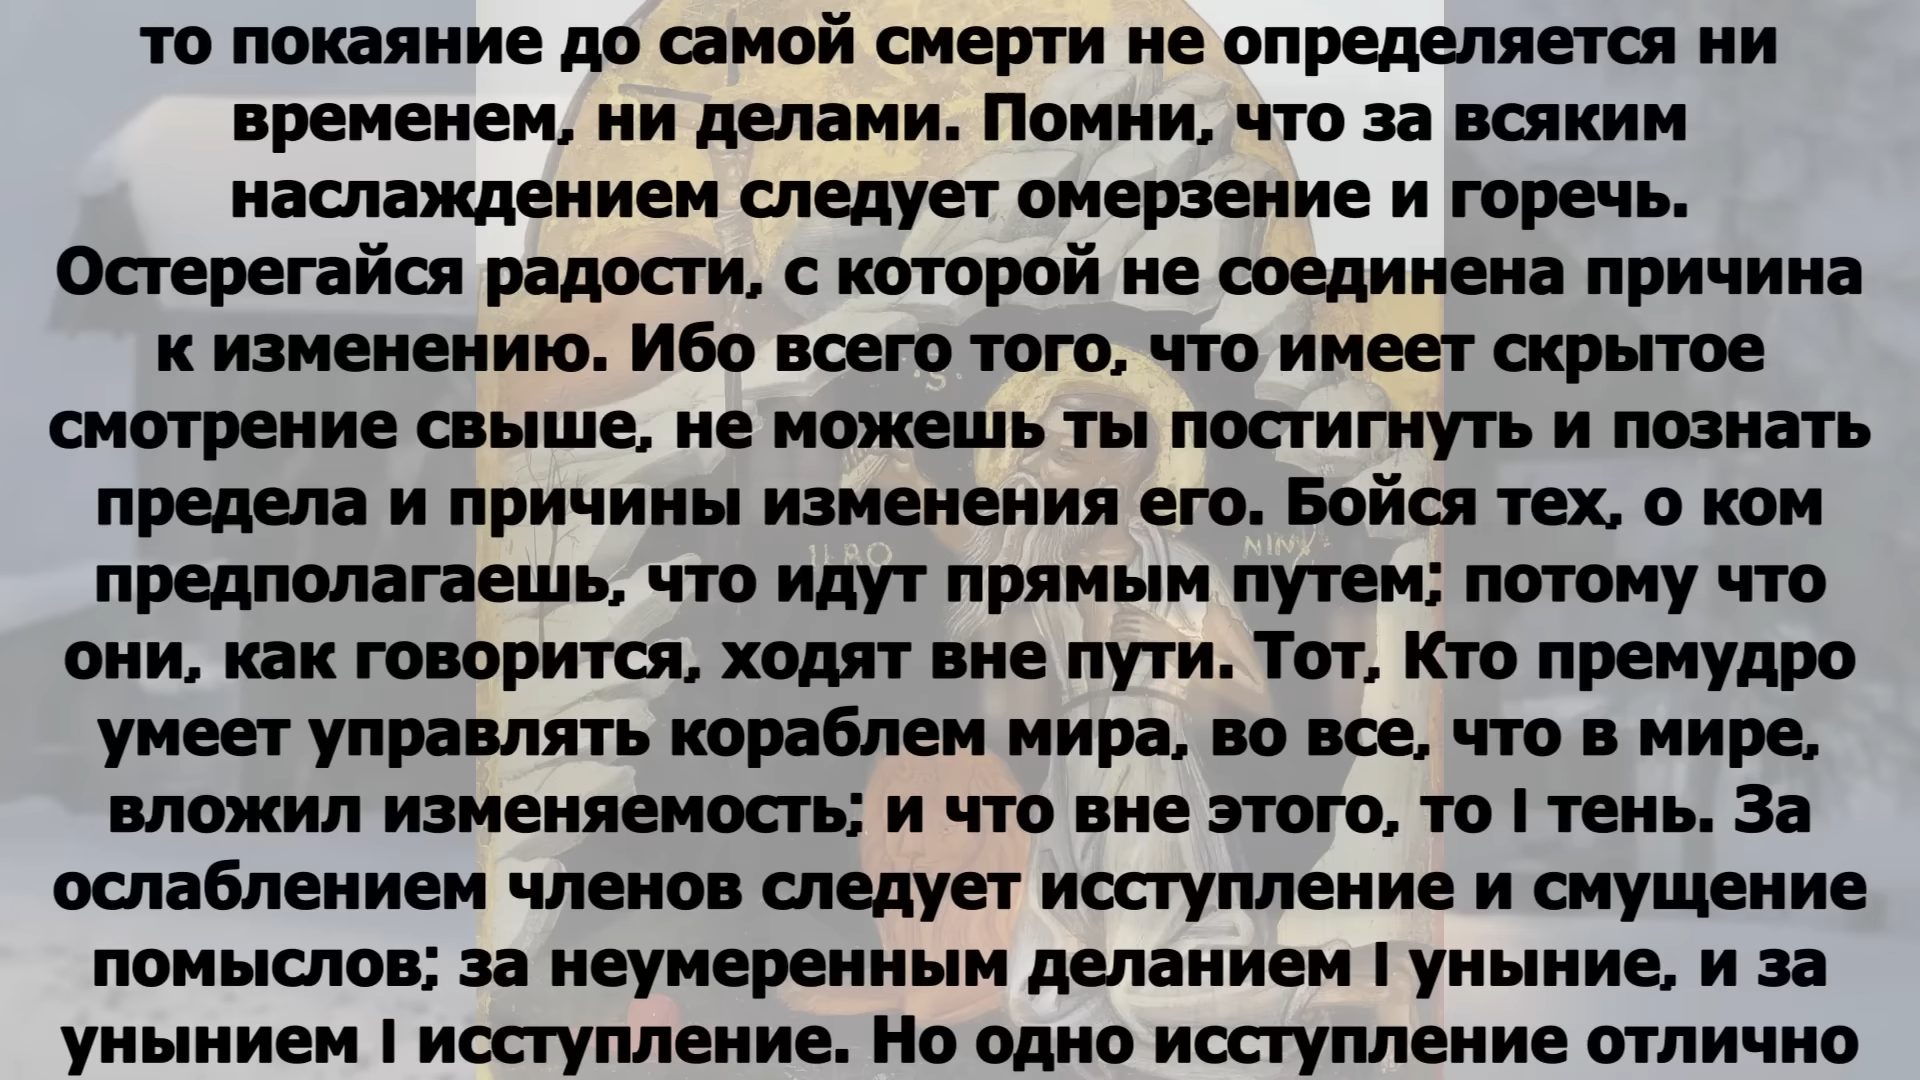 то покаяние до самой смерти не определяется ни
временем, ни делами. Помни, что за всяким
наслаждением следует омерзение и горечь.
Остерегайся радости, с которой не соединена причина
к изменению. Ибо всего того, что имеет скрытое
смотрение свыше, не можешь ты постигнуть и познать
предела и причины изменения его. Бойся тех, о ком
предполагаешь, что идут прямым путем; потому что
они, как говорится, ходят вне пути. Тот, Кто премудро
умеет управлять кораблем мира, во все, что в мире,
вложил изменяемость; и что вне этого, то | тень. За
ослаблением членов следует исступление и смущение
помыслов; за неумеренным деланием | уныние, и за
унынием | исступление. Но одно исступление отлично